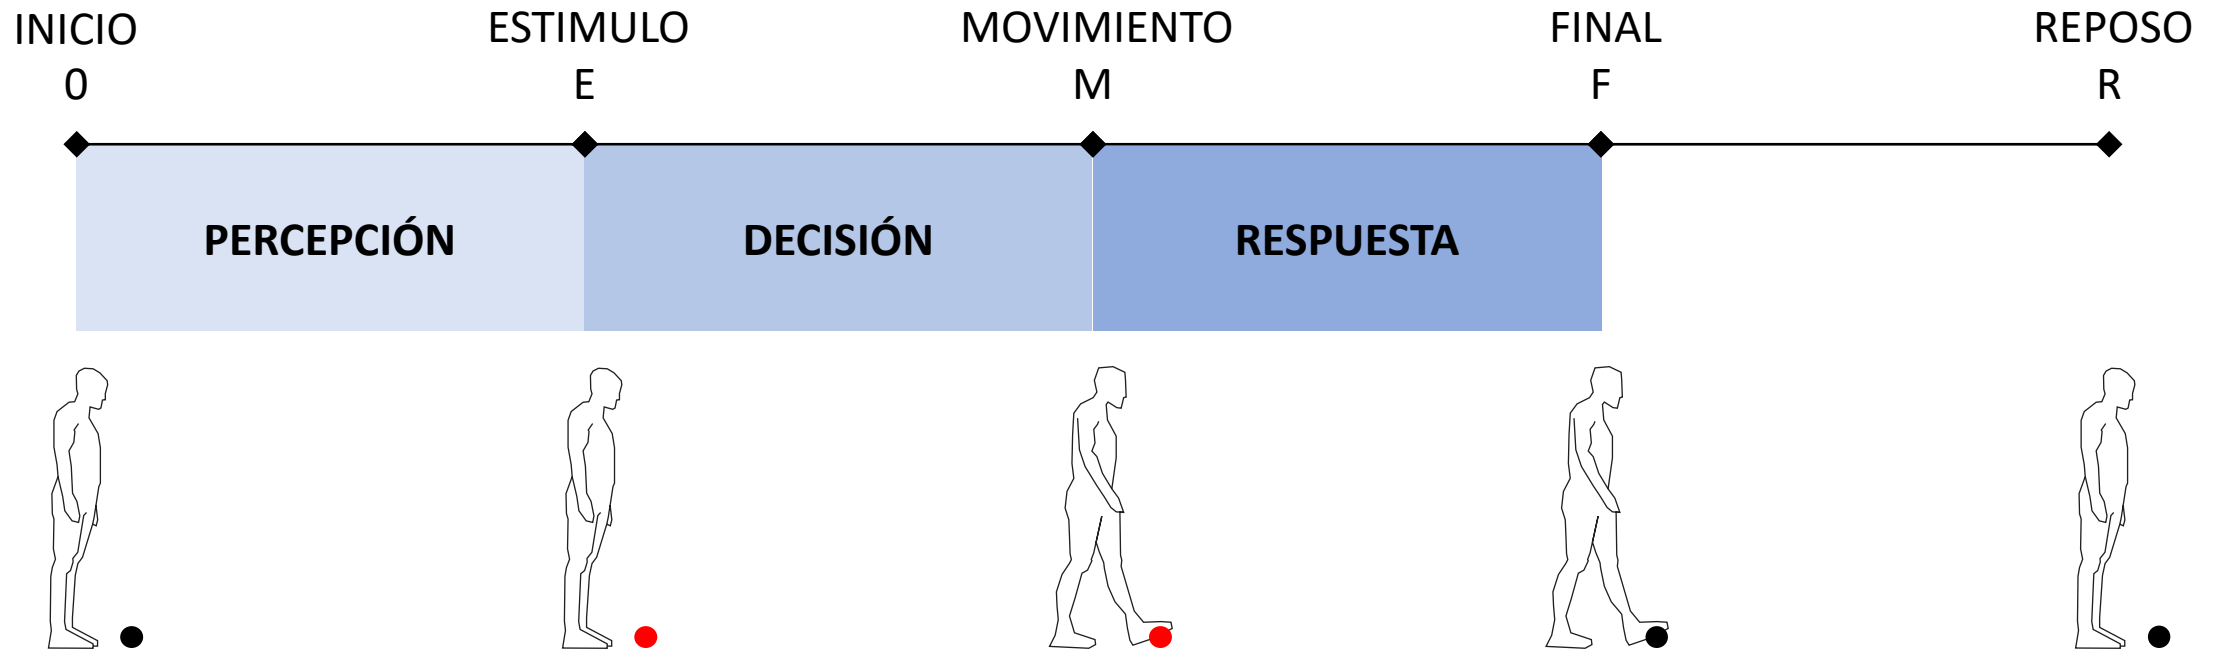 INICIO ESTIMULO MOVIMIENTO FINAL REPOSO
0 E M F R
PERCEPCIÓN DECISIÓN RESPUESTA